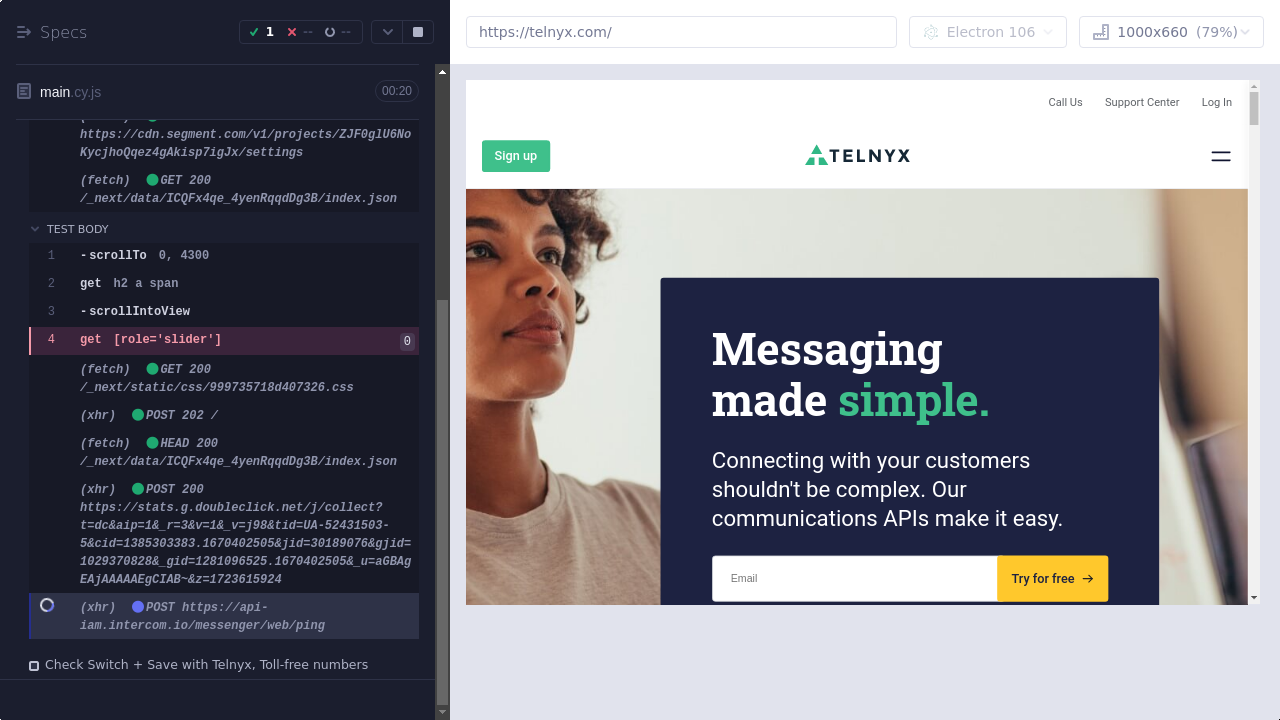 Specs
1
--
--
main.cy.js
00:20
https://cdn.segment.com/v1/projects/ZJF0glU6No
KycjhoQqez4gAkisp7igJx/settings
(fetch) GET 200
/_next/data/ICQFx4qe_4yenRqqdDg3B/index.json
TEST BODY
1 -scrollTo 0, 4300
2 get h2 a span
3 -scrollIntoView
4 get [role='slider'] 0
(fetch) GET 200
/_next/static/css/999735718d407326.css
(xhr) POST 202 /
(fetch) HEAD 200
/_next/data/ICQFx4qe_4yenRqqdDg3B/index.json
(xhr) POST 200
https://stats.g.doubleclick.net/j/collect?
t=dc&aip=1&_r=3&v=1&_v=j98&tid=UA-52431503-
5&cid=1385303383.1670402505&jid=30189076&gjid=
1029370828&_gid=1281096525.1670402505&_u=aGBAg
EAjAAAAAEgCIAB~&z=1723615924
(xhr) POST https://api-
iam.intercom.io/messenger/web/ping
Check Switch + Save with Telnyx, Toll-free numbers
https://telnyx.com/
Electron 106
1000x660 (79%)
Call Us
Support Center
Log In
Sign up
TELNYX
Messaging
made simple.
Connecting with your customers
shouldn't be complex. Our
communications APIs make it easy.
Email
Try for free →